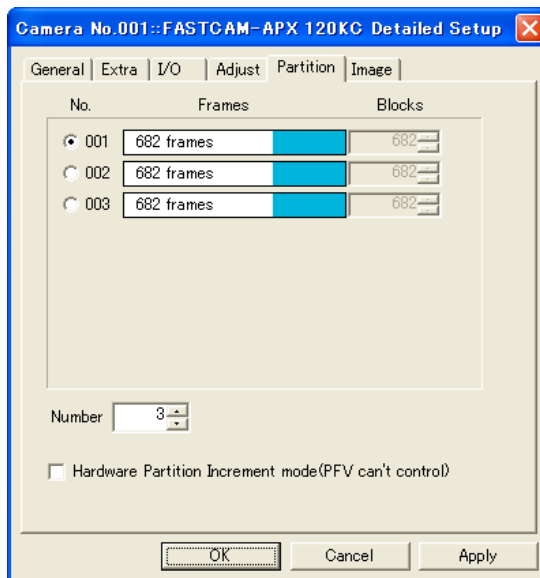 Camera No.001::FASTCAM-APX 120KC Detailed Setup
General Extra I/O Adjust Partition Image
No. Frames Blocks
001 682 frames 682
002 682 frames 682
003 682 frames 682
Number 3
Hardware Partition Increment mode(PFV can't control)
OK Cancel Apply